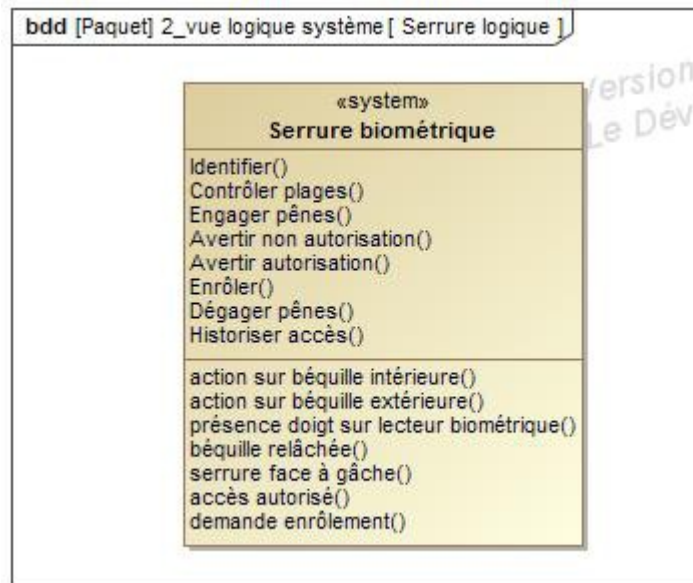 bdd [Paquet] 2_vue logique système [ Serrure logique ]
Version
Le Dév
«system»
Serrure biométrique
Identifier()
Contrôler plages()
Engager pênes()
Avertir non autorisation()
Avertir autorisation()
Enrôler()
Dégager pênes()
Historiser accès()
action sur béquille intérieure()
action sur béquille extérieure()
présence doigt sur lecteur biométrique()
béquille relâchée()
serrure face à gâche()
accès autorisé()
demande enrôlement()